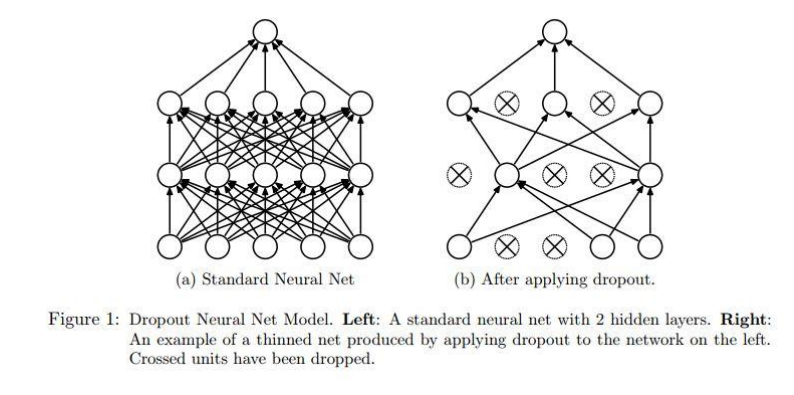 (a) Standard Neural Net
(b) After applying dropout.
Figure 1: Dropout Neural Net Model. Left: A standard neural net with 2 hidden layers. Right:
An example of a thinned net produced by applying dropout to the network on the left.
Crossed units have been dropped.